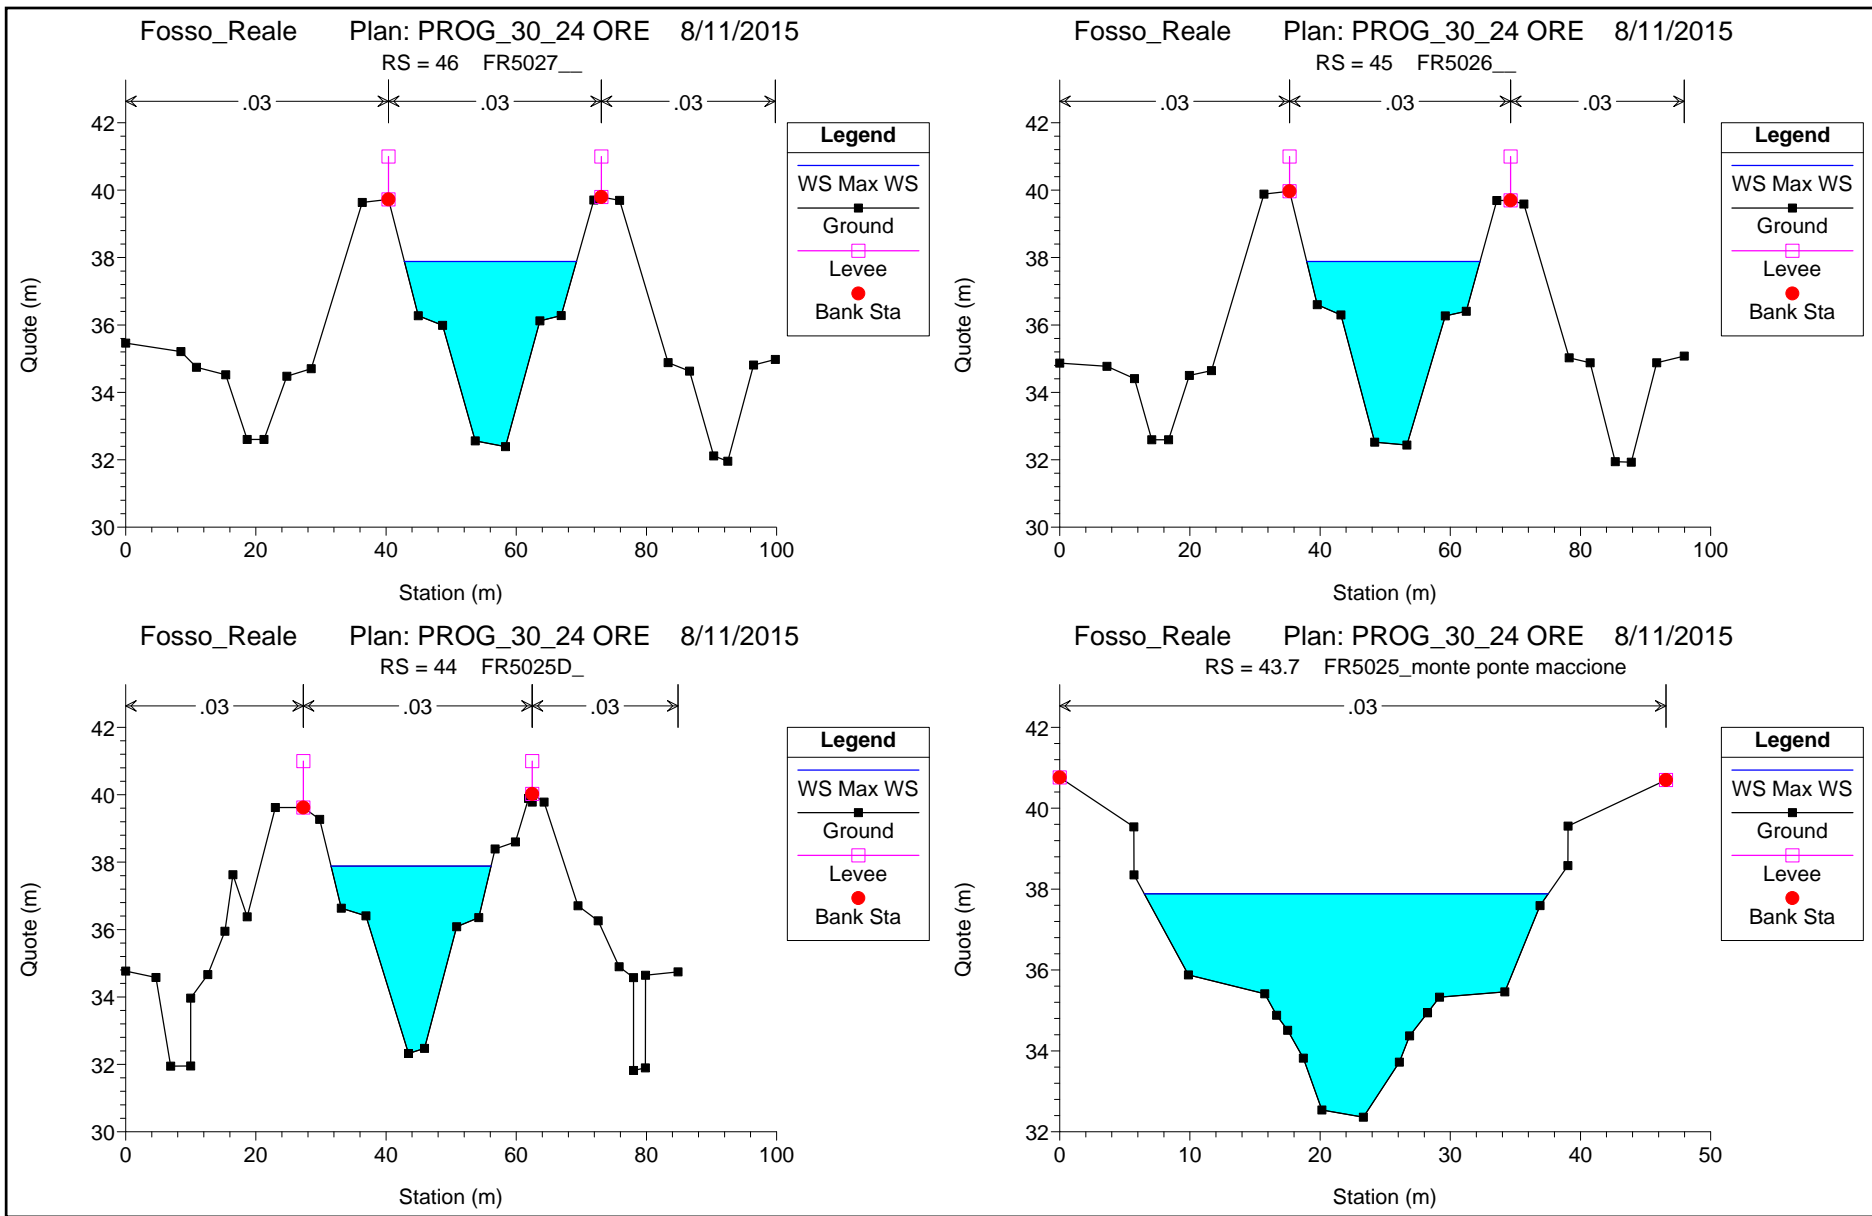 Fosso_Reale Plan: PROG_30_24 ORE 8/11/2015
RS = 46 FR5027__
.03 .03 .03
42
40
38
36
34
32
30
Quote (m)
0 20 40 60 80 100
Station (m)
Legend
WS Max WS
Ground
Levee
Bank Sta
Fosso_Reale Plan: PROG_30_24 ORE 8/11/2015
RS = 45 FR5026__
.03 .03 .03
42
40
38
36
34
32
30
Quote (m)
0 20 40 60 80 100
Station (m)
Legend
WS Max WS
Ground
Levee
Bank Sta
Fosso_Reale Plan: PROG_30_24 ORE 8/11/2015
RS = 44 FR5025D_
.03 .03 .03
42
40
38
36
34
32
30
Quote (m)
0 20 40 60 80 100
Station (m)
Legend
WS Max WS
Ground
Levee
Bank Sta
Fosso_Reale Plan: PROG_30_24 ORE 8/11/2015
RS = 43.7 FR5025_monte ponte maccione
.03
42
40
38
36
34
32
Quote (m)
0 10 20 30 40 50
Station (m)
Legend
WS Max WS
Ground
Levee
Bank Sta